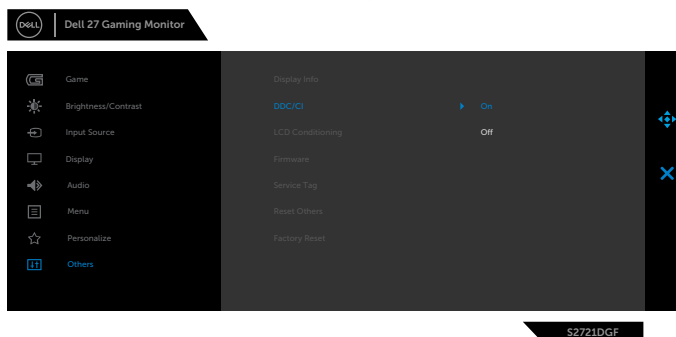 DELL
Dell 27 Gaming Monitor
Game
Brightness/Contrast
Input Source
Display
Audio
Menu
Personalize
Others
Display Info
DDC/CI
On
LCD Conditioning
Off
Firmware
Service Tag
Reset Others
Factory Reset
S2721DGF